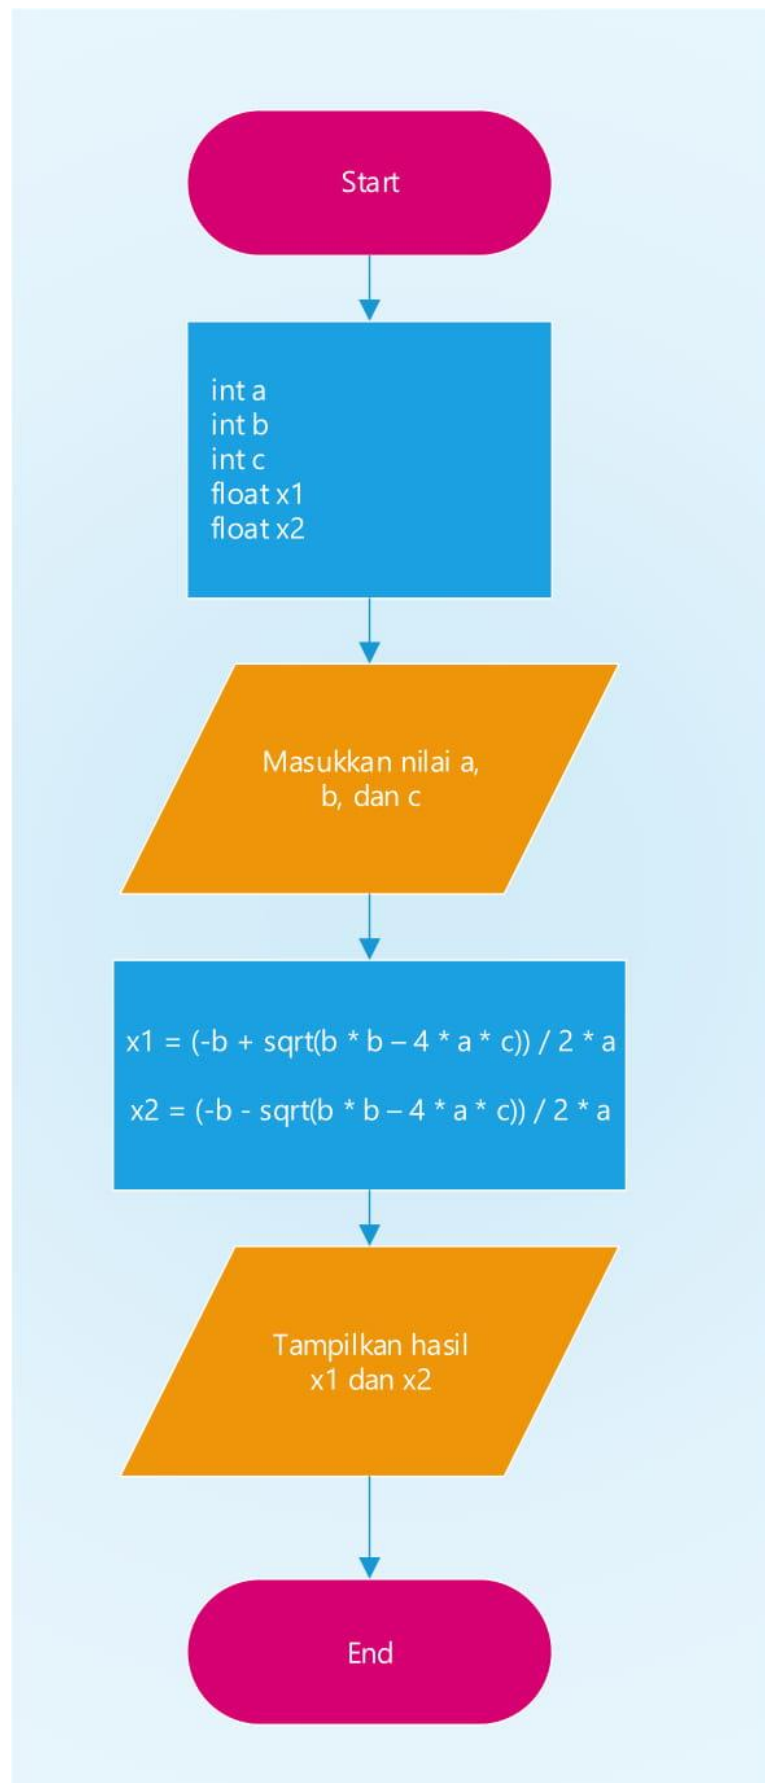 Start
int a
int b
int c
float x1
float x2
Masukkan nilai a,
b, dan c
x1 = (-b + sqrt(b * b – 4 * a * c)) / 2 * a
x2 = (-b - sqrt(b * b – 4 * a * c)) / 2 * a
Tampilkan hasil
x1 dan x2
End